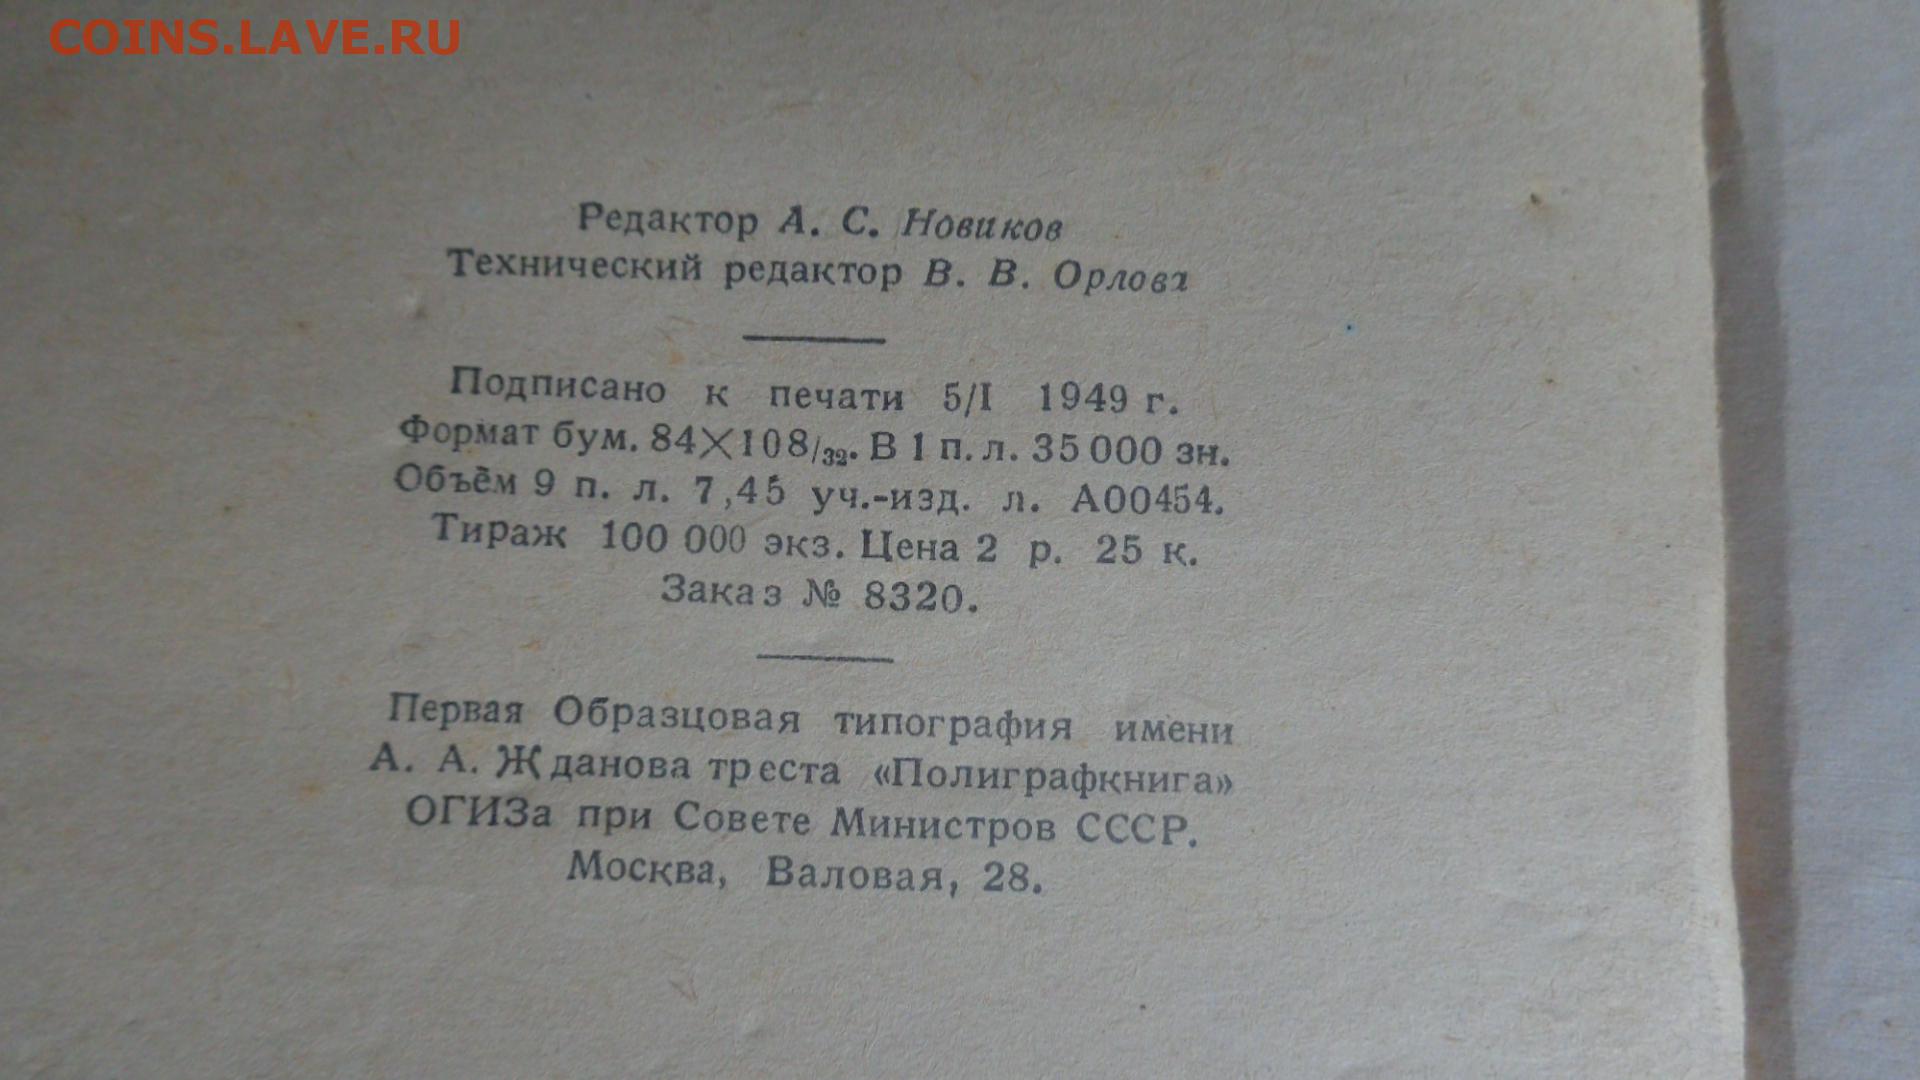 COINS.LAVE.RU
Редактор А. С. Новиков
Технический редактор В. В. Орлова
Подписано к печати 5/I 1949 г.
Формат бум. 84×108/32. В 1 п. л. 35 000 зн.
Объём 9 п. л. 7,45 уч.-изд. л. А00454.
Тираж 100 000 экз. Цена 2 р. 25 к.
Заказ № 8320.
Первая Образцовая типография имени
А. А. Жданова треста «Полиграфкнига»
ОГИЗа при Совете Министров СССР.
Москва, Валовая, 28.